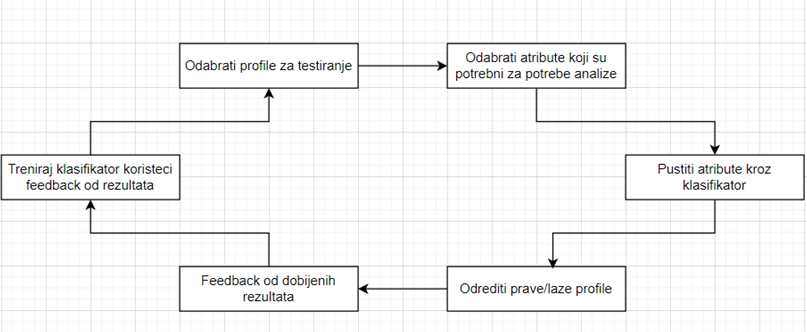 Odabrati profile za testiranje
Odabrati atribute koji su
potrebni za potrebe analize
Pustiti atribute kroz
klasifikator
Odrediti prave/laze profile
Feedback od dobijenih
rezultata
Treniraj klasifikator koristeci
feedback od rezultata